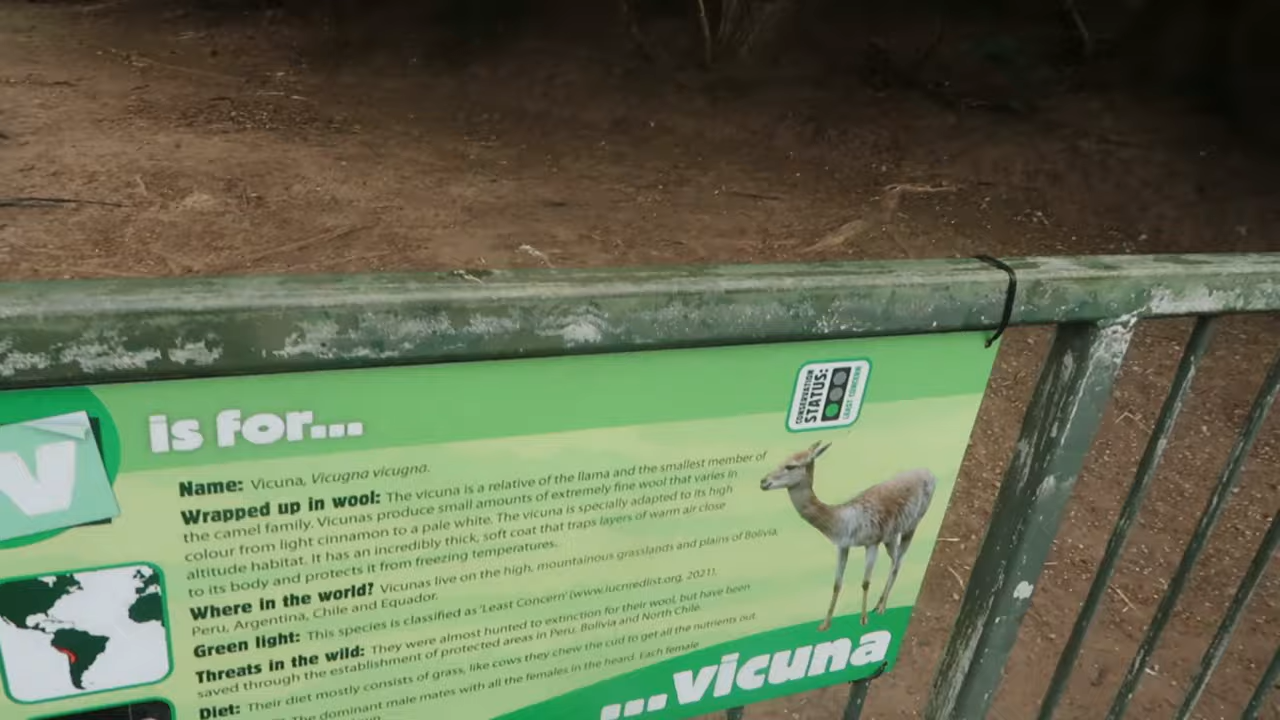 V is for...
CONSERVATION STATUS:
LEAST CONCERN
Name: Vicuna, Vicugna vicugna.
Wrapped up in wool: The vicuna is a relative of the llama and the smallest member of
the camel family. Vicunas produce small amounts of extremely fine wool that varies in
colour from light cinnamon to a pale white. The vicuna is specially adapted to its high
altitude habitat. It has an incredibly thick, soft coat that traps layers of warm air close
to its body and protects it from freezing temperatures.
Where in the world? Vicunas live on the high, mountainous grasslands and plains of Bolivia,
Peru, Argentina, Chile and Equador.
Green light: This species is classified as 'Least Concern' (www.iucnredlist.org, 2021).
Threats in the wild: They were almost hunted to extinction for their wool, but have been
saved through the establishment of protected areas in Peru, Bolivia and North Chile.
Diet: Their diet mostly consists of grass, like cows they chew the cud to get all the nutrients out.
The dominant male mates with all the females in the heard. Each female
...vicuna